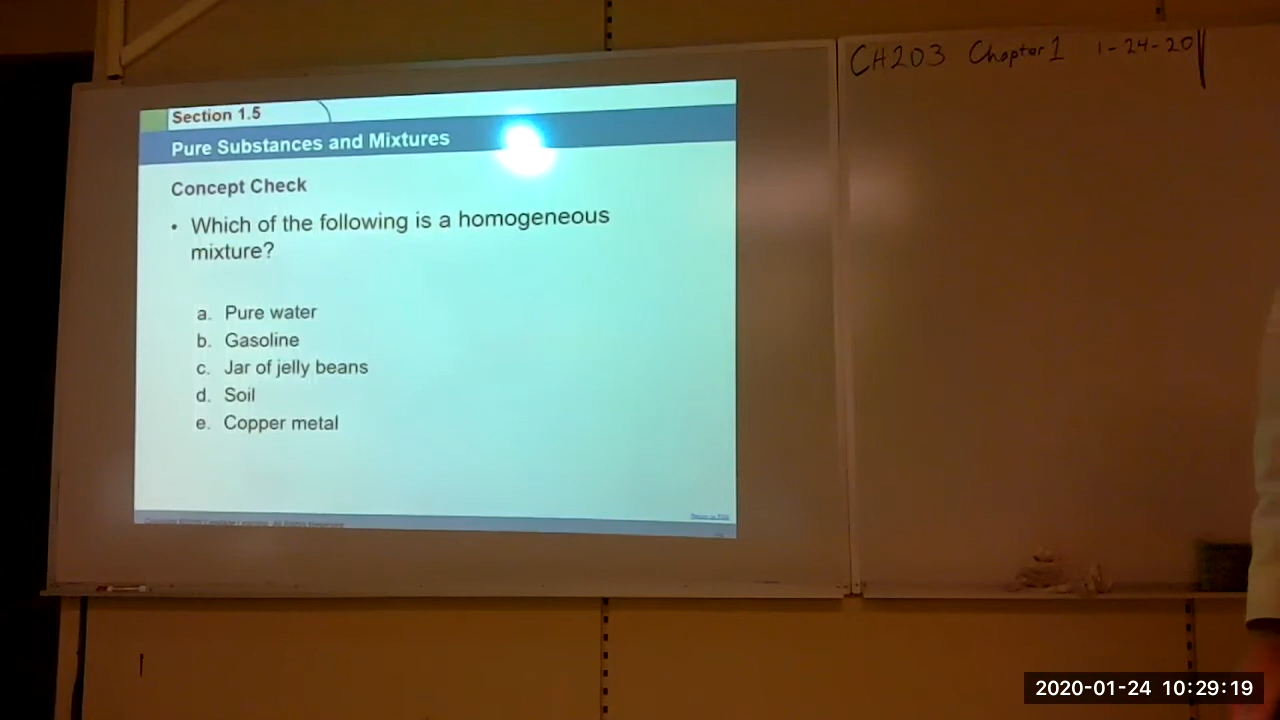 CH203 Chapter 1 1-24-20
Section 1.5
Pure Substances and Mixtures
Concept Check
• Which of the following is a homogeneous
mixture?
a. Pure water
b. Gasoline
c. Jar of jelly beans
d. Soil
e. Copper metal
2020-01-24 10:29:19